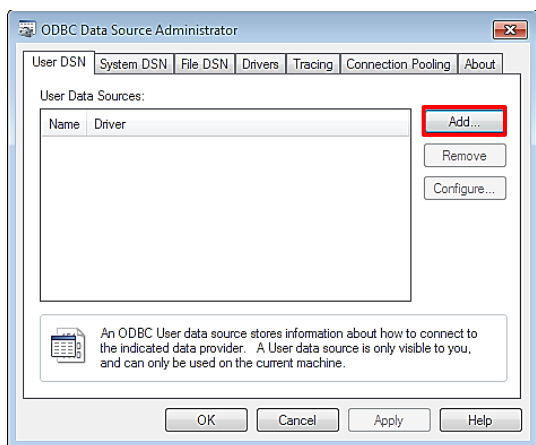 ODBC Data Source Administrator
User DSN System DSN File DSN Drivers Tracing Connection Pooling About
User Data Sources:
Name Driver
Add...
Remove
Configure...
An ODBC User data source stores information about how to connect to
the indicated data provider. A User data source is only visible to you,
and can only be used on the current machine.
OK Cancel Apply Help